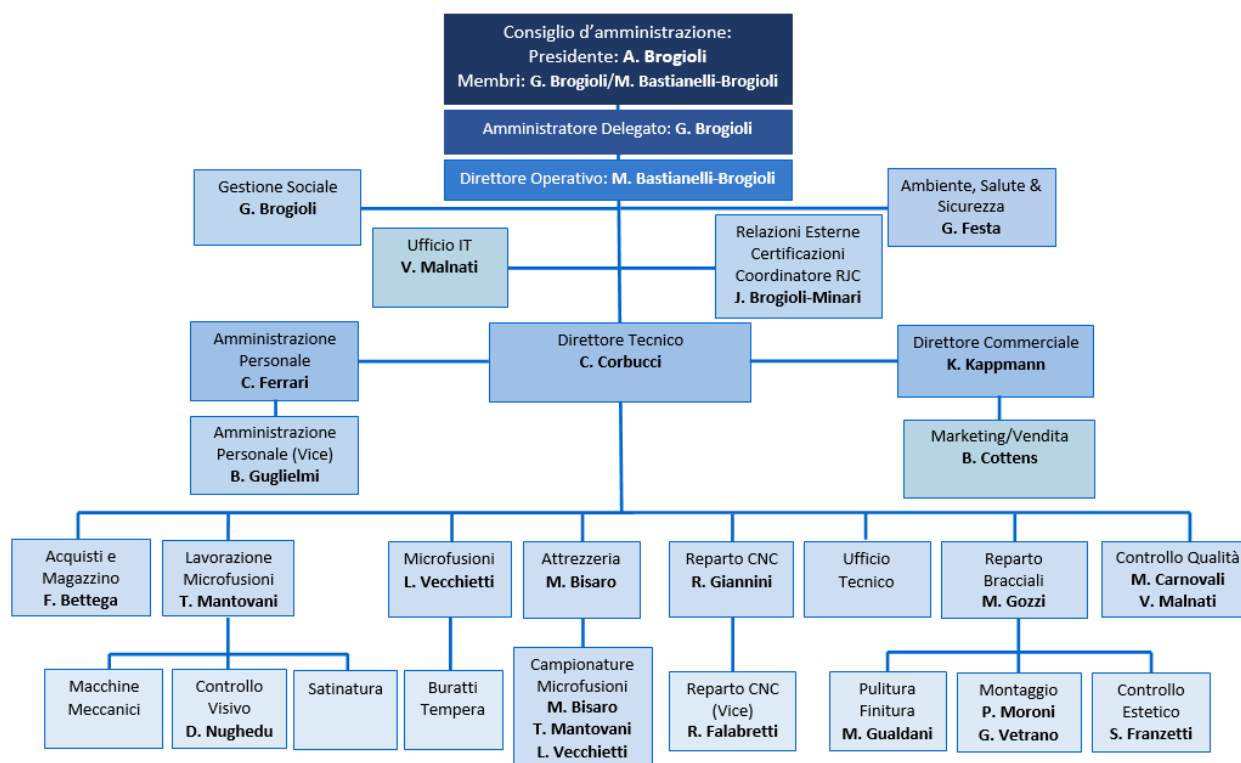 Consiglio d'amministrazione:
Presidente: A. Brogioli
Membri: G. Brogioli/M. Bastianelli-Brogioli
Amministratore Delegato: G. Brogioli
Direttore Operativo: M. Bastianelli-Brogioli
Gestione Sociale
G. Brogioli
Ambiente, Salute &
Sicurezza
G. Festa
Ufficio IT
V. Malnati
Relazioni Esterne
Certificazioni
Coordinatore RJC
J. Brogioli-Minari
Amministrazione
Personale
C. Ferrari
Direttore Tecnico
C. Corbucci
Direttore Commerciale
K. Kappmann
Amministrazione
Personale (Vice)
B. Guglielmi
Marketing/Vendita
B. Cottens
Acquisti e
Magazzino
F. Bettega
Lavorazione
Microfusioni
T. Mantovani
Microfusioni
L. Vecchietti
Attrezzeria
M. Bisaro
Reparto CNC
R. Giannini
Ufficio
Tecnico
Reparto
Bracciali
M. Gozzi
Controllo Qualità
M. Carnovali
V. Malnati
Macchine
Meccanici
Controllo
Visivo
D. Nughedu
Satinatura
Buratti
Tempera
Campionature
Microfusioni
M. Bisaro
T. Mantovani
L. Vecchietti
Reparto CNC
(Vice)
R. Falabretti
Pulitura
Finitura
M. Gualdani
Montaggio
P. Moroni
G. Vetrano
Controllo
Estetico
S. Franzetti